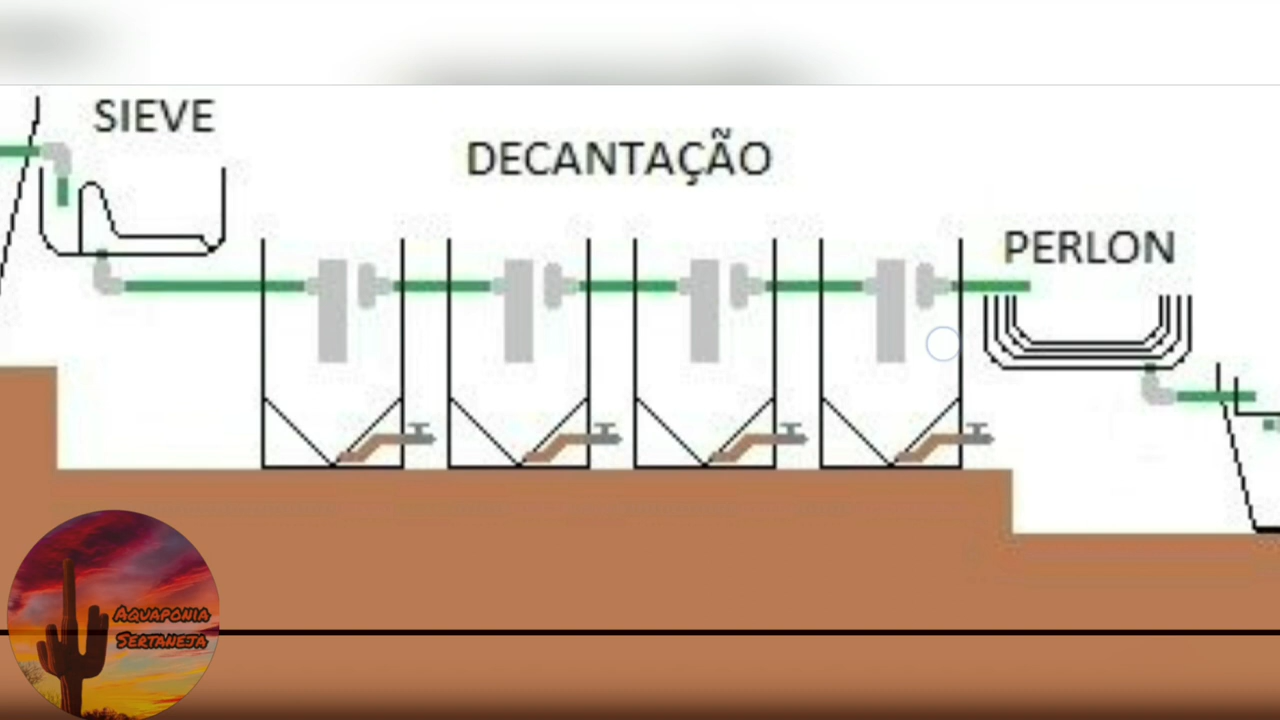 SIEVE
DECANTAÇÃO
PERLON
AQUAPONIA
SERTANEJA